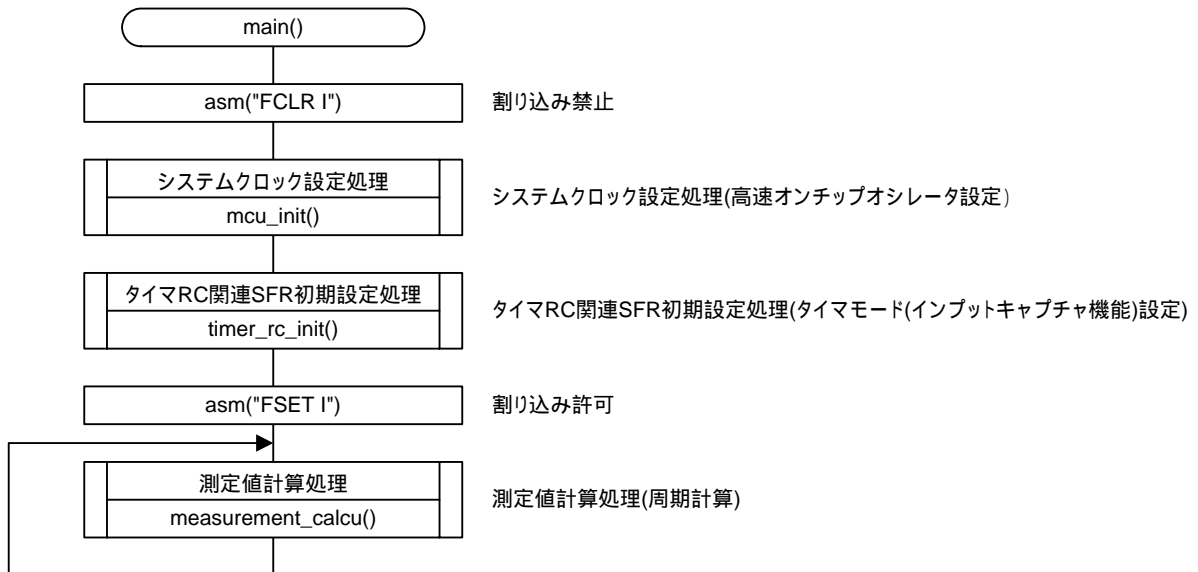 main()
asm("FCLR I")
割り込み禁止
システムクロック設定処理
mcu_init()
システムクロック設定処理(高速オンチップオシレータ設定)
タイマRC関連SFR初期設定処理
timer_rc_init()
タイマRC関連SFR初期設定処理(タイマモード(インプットキャプチャ機能)設定)
asm("FSET I")
割り込み許可
測定値計算処理
measurement_calcu()
測定値計算処理(周期計算)